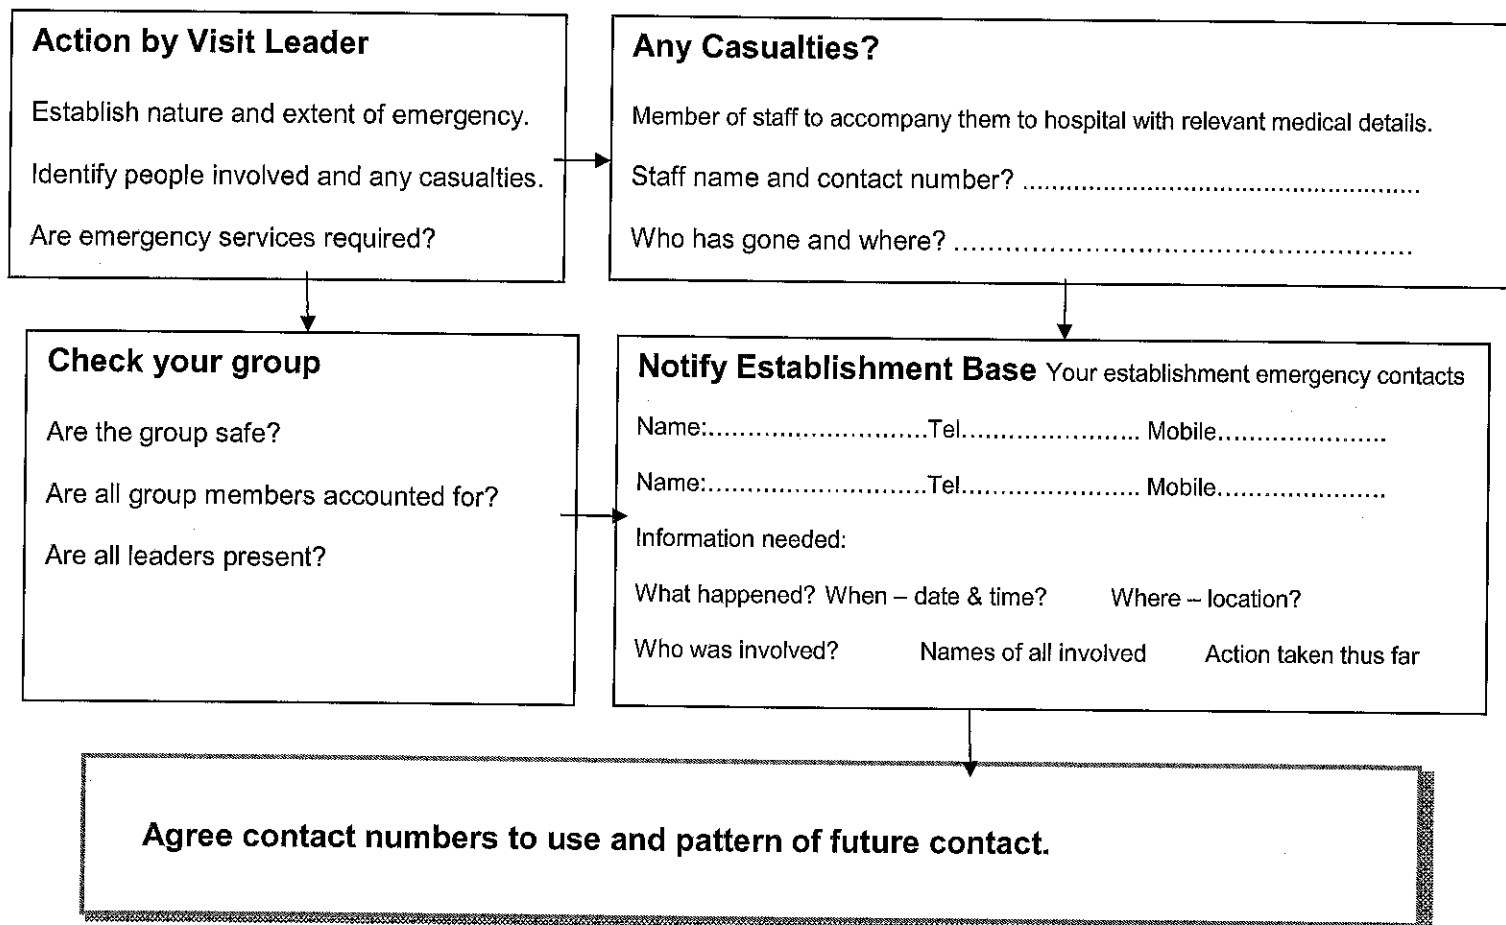 Action by Visit Leader
Establish nature and extent of emergency.
Identify people involved and any casualties.
Are emergency services required?
Any Casualties?
Member of staff to accompany them to hospital with relevant medical details.
Staff name and contact number? ......................................................
Who has gone and where? ..............................................................
Check your group
Are the group safe?
Are all group members accounted for?
Are all leaders present?
Notify Establishment Base Your establishment emergency contacts
Name:............................Tel....................... Mobile......................
Name:............................Tel....................... Mobile......................
Information needed:
What happened? When – date & time? Where – location?
Who was involved? Names of all involved Action taken thus far
Agree contact numbers to use and pattern of future contact.